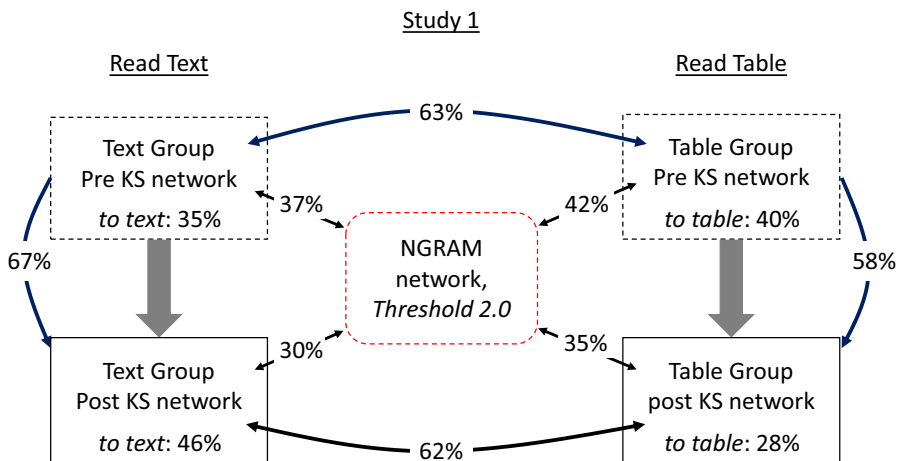 Study 1
Read Text
Read Table
63%
Text Group
Pre KS network
to text: 35%
Table Group
Pre KS network
to table: 40%
37%
42%
NGRAM
network,
Threshold 2.0
67%
58%
30%
35%
Text Group
Post KS network
to text: 46%
Table Group
post KS network
to table: 28%
62%